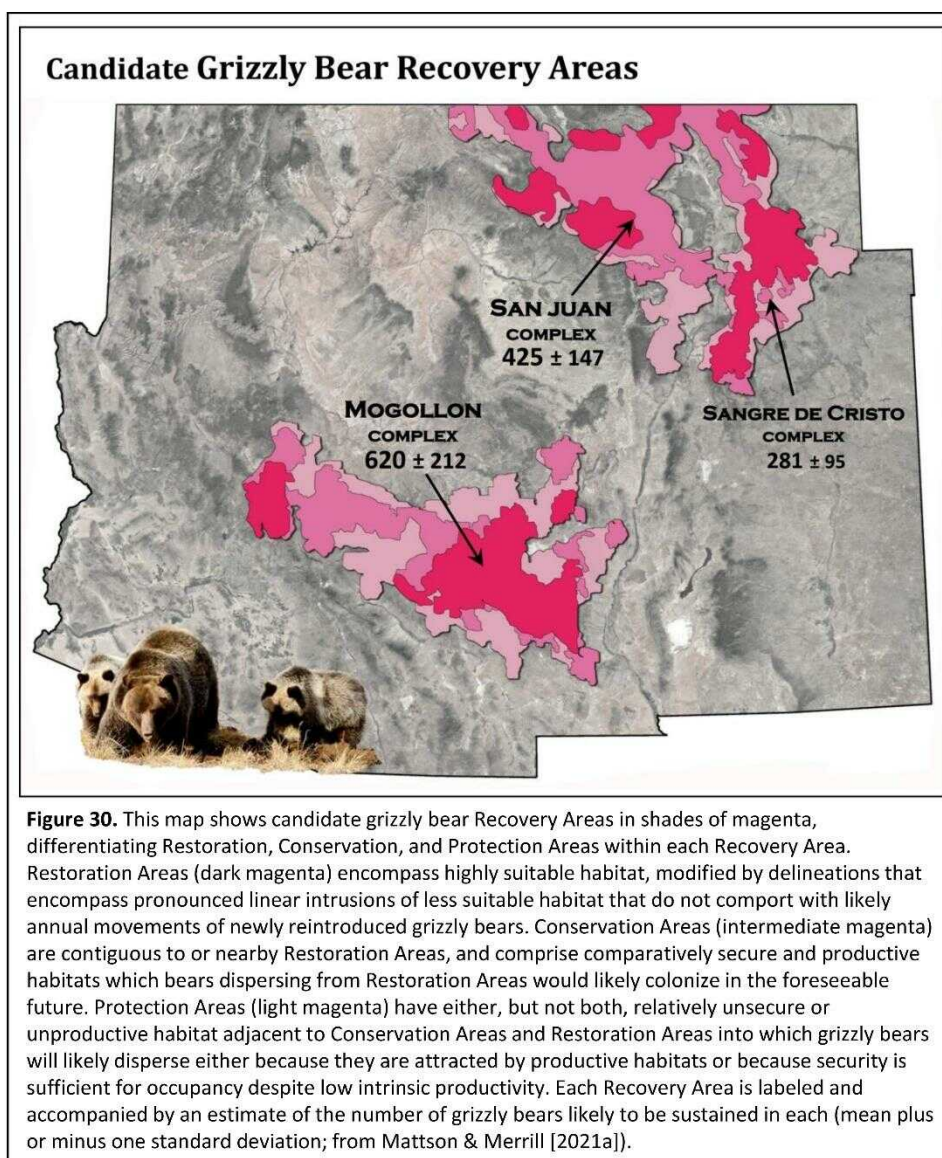 Candidate Grizzly Bear Recovery Areas
SAN JUAN
COMPLEX
425 ± 147
MOGOLLON
COMPLEX
620 ± 212
SANGRE DE CRISTO
COMPLEX
281 ± 95
Figure 30. This map shows candidate grizzly bear Recovery Areas in shades of magenta,
differentiating Restoration, Conservation, and Protection Areas within each Recovery Area.
Restoration Areas (dark magenta) encompass highly suitable habitat, modified by delineations that
encompass pronounced linear intrusions of less suitable habitat that do not comport with likely
annual movements of newly reintroduced grizzly bears. Conservation Areas (intermediate magenta)
are contiguous to or nearby Restoration Areas, and comprise comparatively secure and productive
habitats which bears dispersing from Restoration Areas would likely colonize in the foreseeable
future. Protection Areas (light magenta) have either, but not both, relatively unsecure or
unproductive habitat adjacent to Conservation Areas and Restoration Areas into which grizzly bears
will likely disperse either because they are attracted by productive habitats or because security is
sufficient for occupancy despite low intrinsic productivity. Each Recovery Area is labeled and
accompanied by an estimate of the number of grizzly bears likely to be sustained in each (mean plus
or minus one standard deviation; from Mattson & Merrill [2021a]).